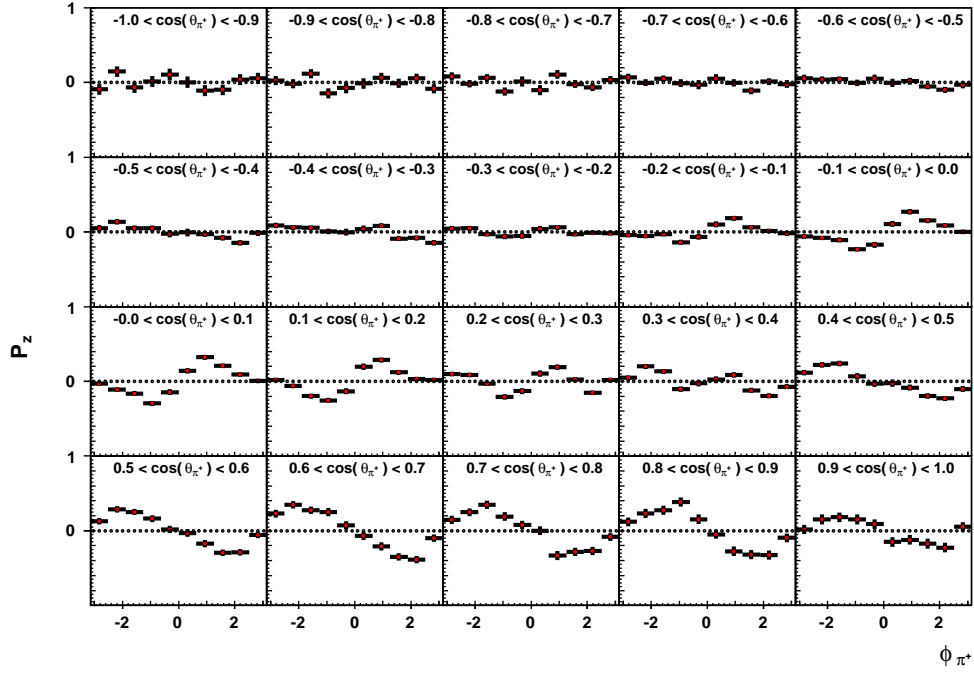 1
-1.0 < cos(θπ+) < -0.9
-0.9 < cos(θπ+) < -0.8
-0.8 < cos(θπ+) < -0.7
-0.7 < cos(θπ+) < -0.6
-0.6 < cos(θπ+) < -0.5
0
1
-0.5 < cos(θπ+) < -0.4
-0.4 < cos(θπ+) < -0.3
-0.3 < cos(θπ+) < -0.2
-0.2 < cos(θπ+) < -0.1
-0.1 < cos(θπ+) < 0.0
0
1
-0.0 < cos(θπ+) < 0.1
0.1 < cos(θπ+) < 0.2
0.2 < cos(θπ+) < 0.3
0.3 < cos(θπ+) < 0.4
0.4 < cos(θπ+) < 0.5
Pz
0
1
0.5 < cos(θπ+) < 0.6
0.6 < cos(θπ+) < 0.7
0.7 < cos(θπ+) < 0.8
0.8 < cos(θπ+) < 0.9
0.9 < cos(θπ+) < 1.0
0
-2 0 2 -2 0 2 -2 0 2 -2 0 2 -2 0 2
ϕπ+